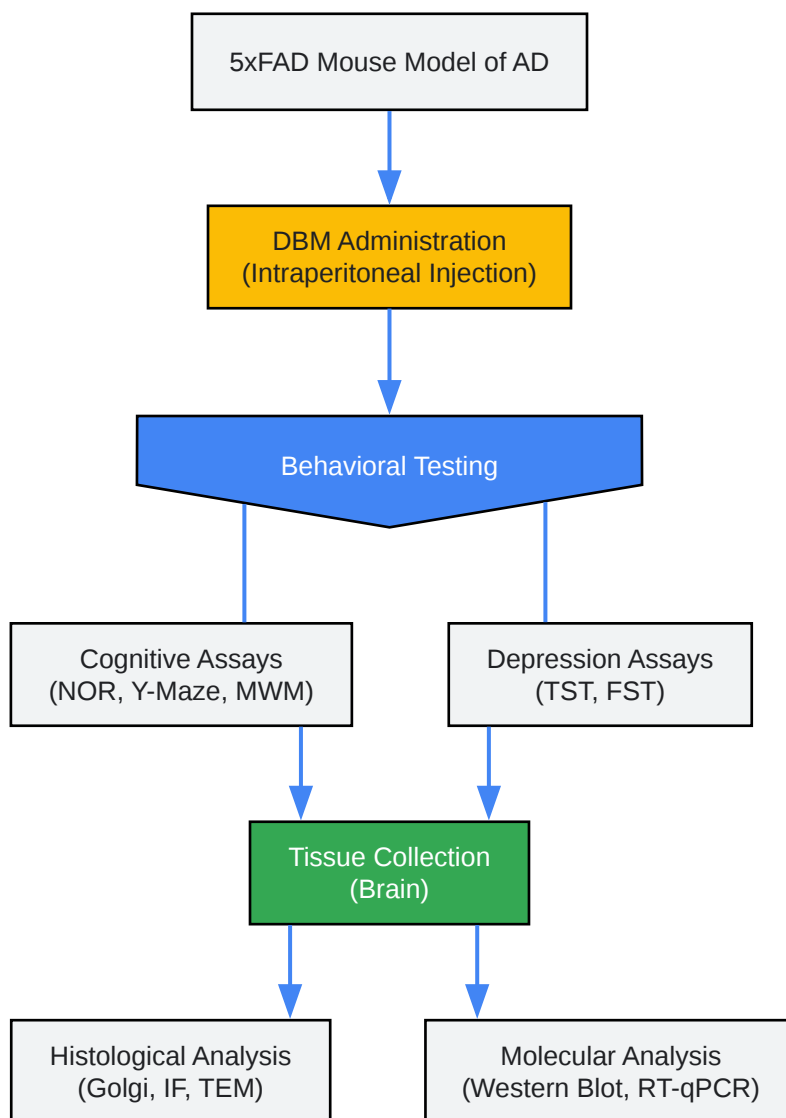 5xFAD Mouse Model of AD
DBM Administration
(Intraperitoneal Injection)
Behavioral Testing
Cognitive Assays
(NOR, Y-Maze, MWM)
Depression Assays
(TST, FST)
Tissue Collection
(Brain)
Histological Analysis
(Golgi, IF, TEM)
Molecular Analysis
(Western Blot, RT-qPCR)